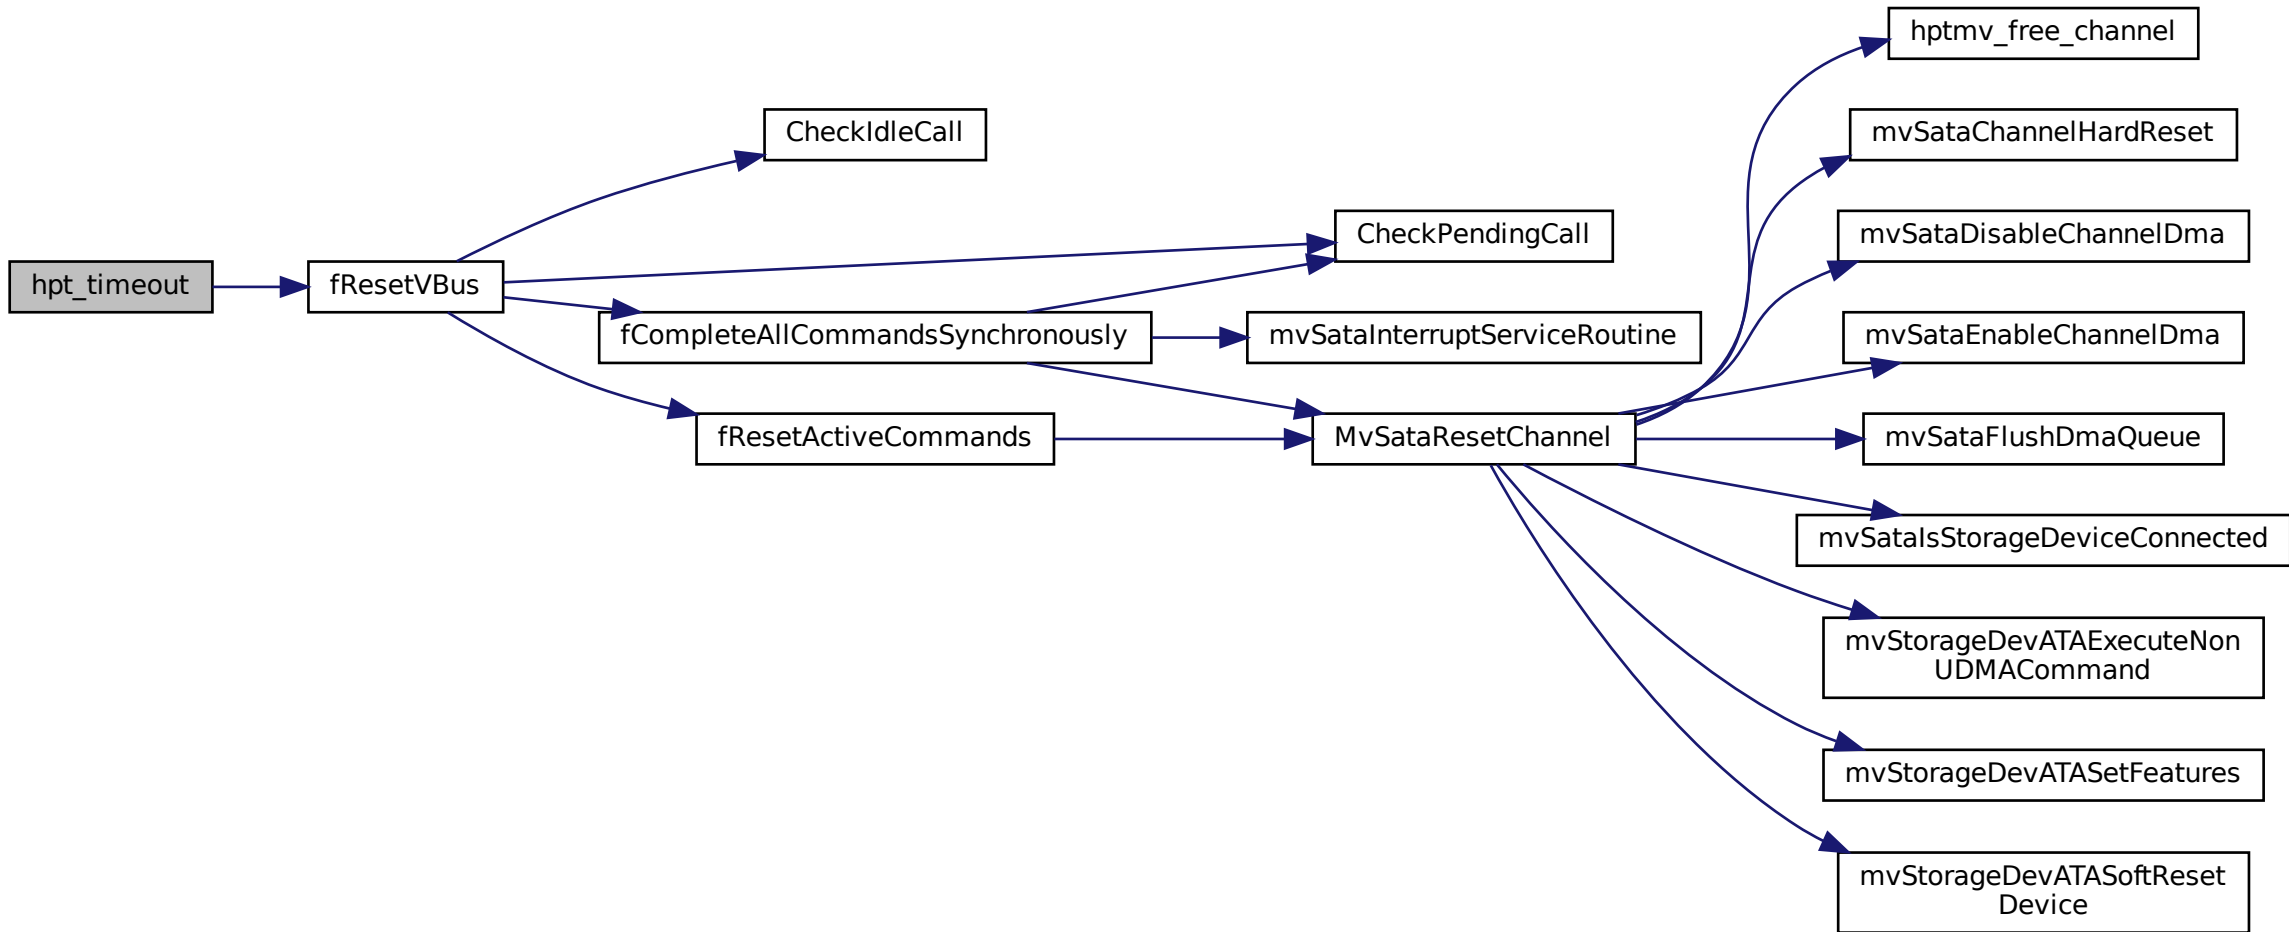 hpt_timeout
fResetVBus
CheckIdleCall
CheckPendingCall
fCompleteAllCommandsSynchronously
mvSataInterruptServiceRoutine
fResetActiveCommands
MvSataResetChannel
hptmv_free_channel
mvSataChannelHardReset
mvSataDisableChannelDma
mvSataEnableChannelDma
mvSataFlushDmaQueue
mvSataIsStorageDeviceConnected
mvStorageDevATAExecuteNon
UDMACommand
mvStorageDevATASetFeatures
mvStorageDevATASoftReset
Device